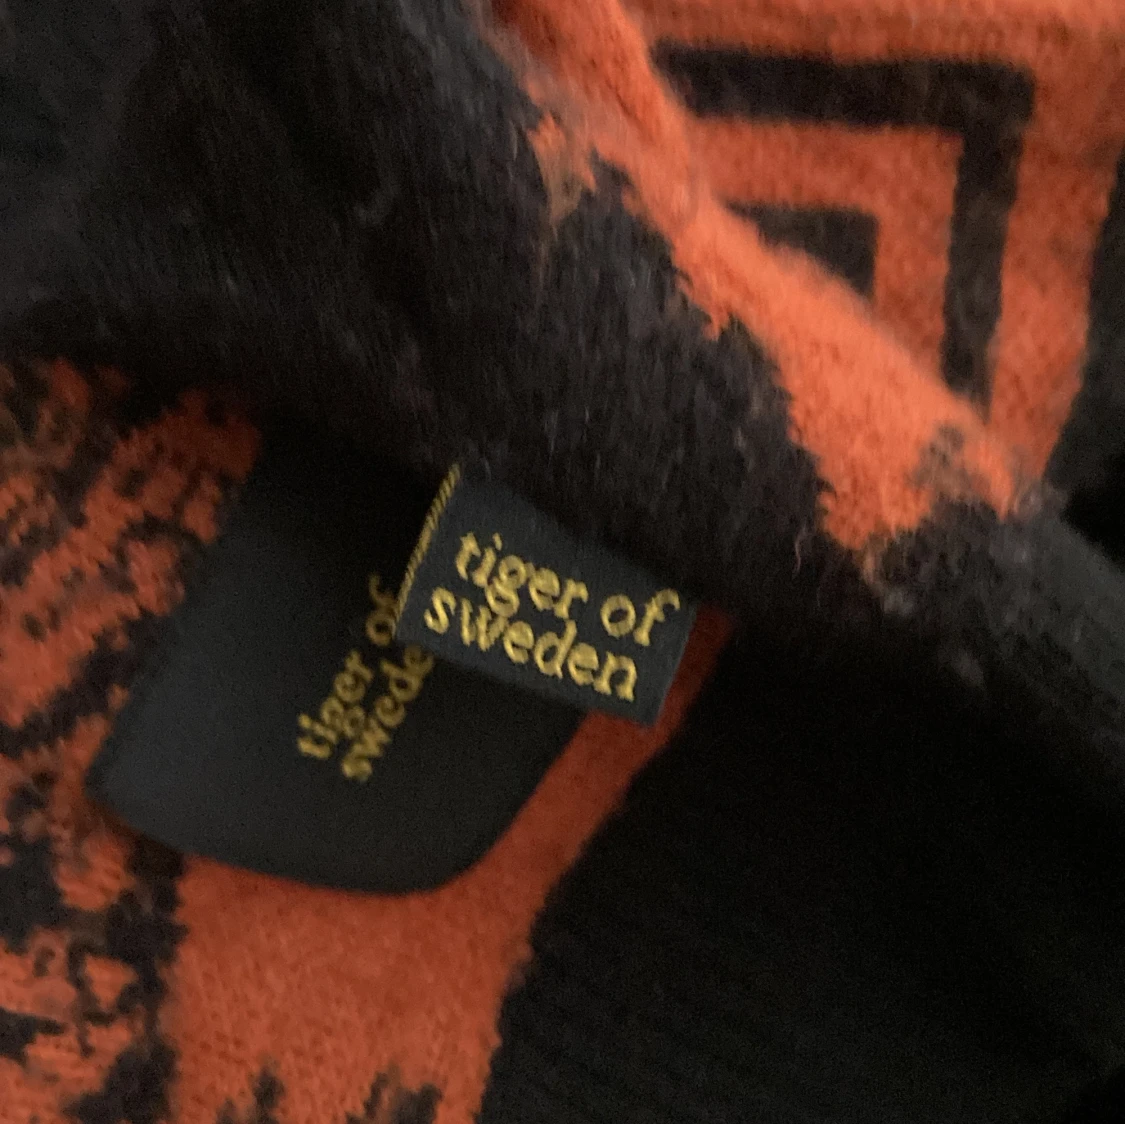 tiger of
sweden
tiger of
swede